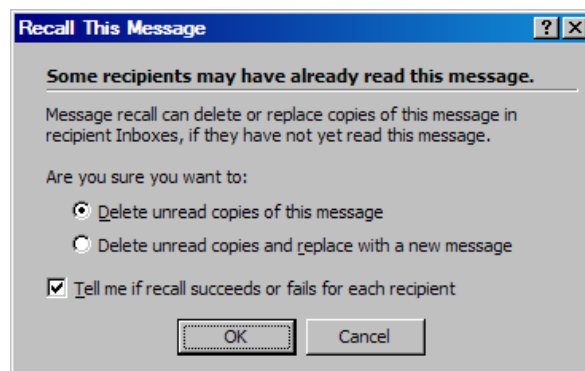 Recall This Message
Some recipients may have already read this message.
Message recall can delete or replace copies of this message in
recipient Inboxes, if they have not yet read this message.
Are you sure you want to:
Delete unread copies of this message
Delete unread copies and replace with a new message
Tell me if recall succeeds or fails for each recipient
OK Cancel